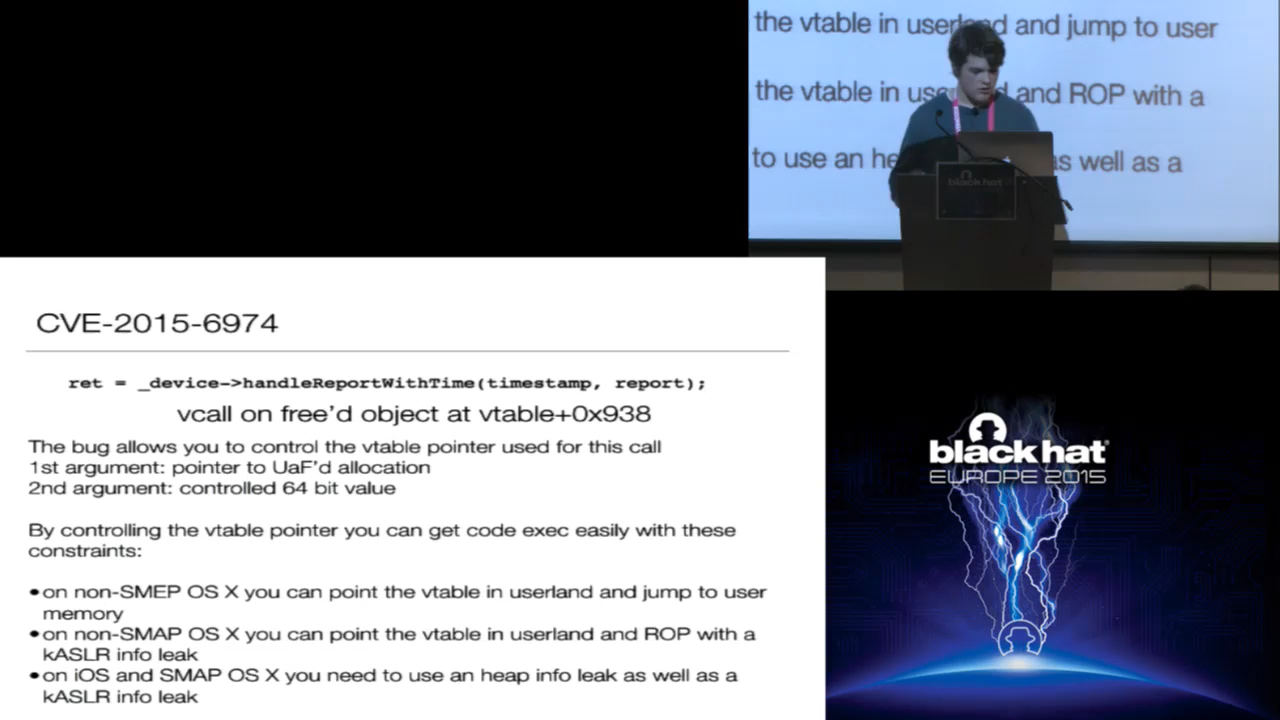 the vtable in userland and jump to user
the vtable in userland and ROP with a
to use an he as well as a
black hat
CVE-2015-6974
ret = _device->handleReportWithTime(timestamp, report);
vcall on free'd object at vtable+0x938
The bug allows you to control the vtable pointer used for this call
1st argument: pointer to UaF'd allocation
2nd argument: controlled 64 bit value
By controlling the vtable pointer you can get code exec easily with these
constraints:
•on non-SMEP OS X you can point the vtable in userland and jump to user
memory
•on non-SMAP OS X you can point the vtable in userland and ROP with a
kASLR info leak
•on iOS and SMAP OS X you need to use an heap info leak as well as a
kASLR info leak
black hat
EUROPE 2015